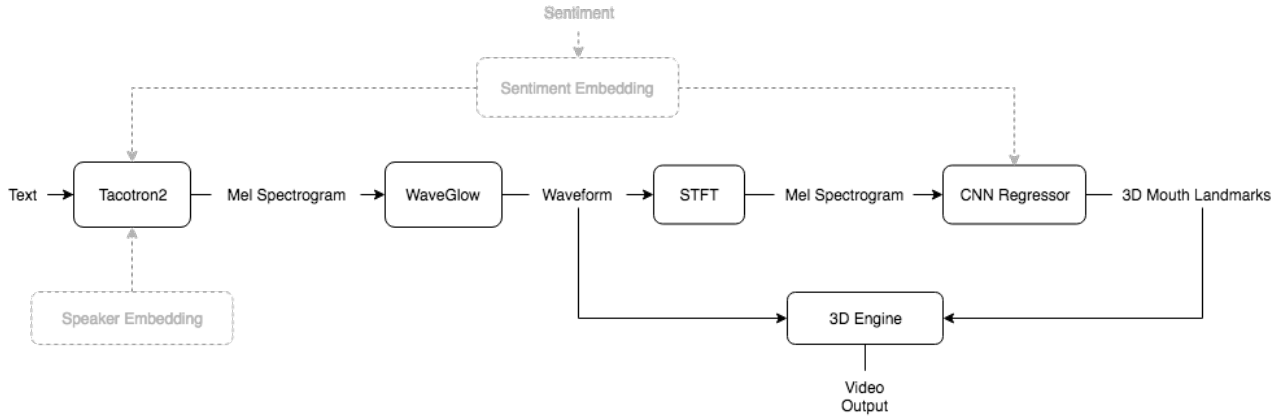 Sentiment
Sentiment Embedding
Text
Tacotron2
Mel Spectrogram
WaveGlow
Waveform
STFT
Mel Spectrogram
CNN Regressor
3D Mouth Landmarks
Speaker Embedding
3D Engine
Video
Output